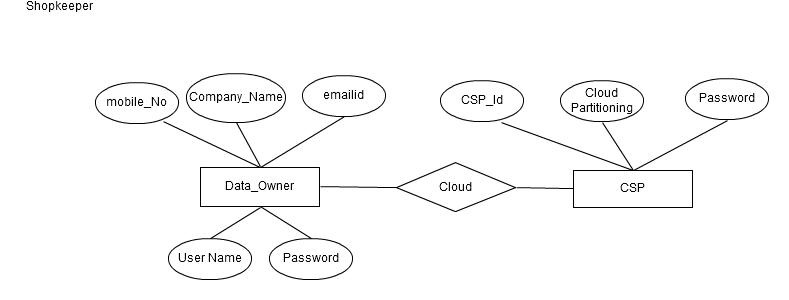 Shopkeeper
mobile_No
Company_Name
emailid
CSP_Id
Cloud
Partitioning
Password
Data_Owner
Cloud
CSP
User Name
Password